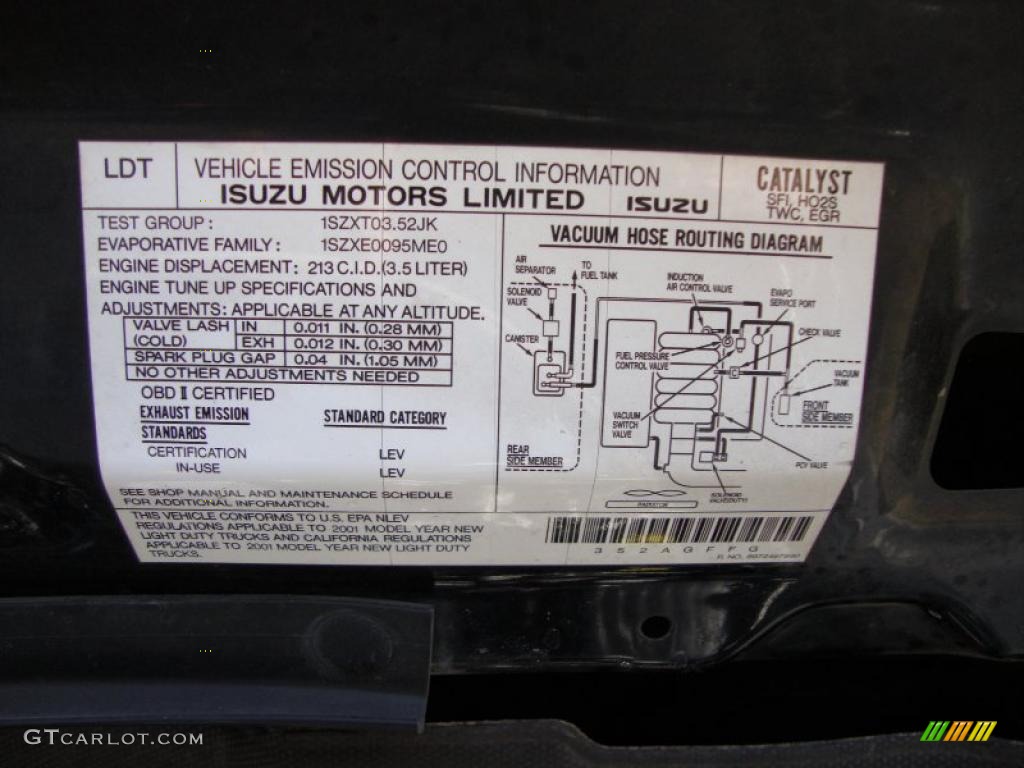 LDT
VEHICLE EMISSION CONTROL INFORMATION
ISUZU MOTORS LIMITED ISUZU
CATALYST
SFI, HO2S
TWC, EGR
TEST GROUP: 1SZXT03.52JK
EVAPORATIVE FAMILY: 1SZXE0095ME0
ENGINE DISPLACEMENT: 213 C.I.D. (3.5 LITER)
ENGINE TUNE UP SPECIFICATIONS AND
ADJUSTMENTS: APPLICABLE AT ANY ALTITUDE.
VALVE LASH IN 0.011 IN. (0.28 MM)
(COLD) EXH 0.012 IN. (0.30 MM)
SPARK PLUG GAP 0.04 IN. (1.05 MM)
NO OTHER ADJUSTMENTS NEEDED
OBD II CERTIFIED
EXHAUST EMISSION STANDARD CATEGORY
STANDARDS
CERTIFICATION LEV
IN-USE LEV
SEE SHOP MANUAL AND MAINTENANCE SCHEDULE
FOR ADDITIONAL INFORMATION.
THIS VEHICLE CONFORMS TO U.S. EPA NLEV
REGULATIONS APPLICABLE TO 2001 MODEL YEAR NEW
LIGHT DUTY TRUCKS AND CALIFORNIA REGULATIONS
APPLICABLE TO 2001 MODEL YEAR NEW LIGHT DUTY
TRUCKS.
VACUUM HOSE ROUTING DIAGRAM
AIR
SEPARATOR
TO
FUEL TANK
SOLENOID
VALVE
CANISTER
INDUCTION
AIR CONTROL VALVE
EVAPO
SERVICE PORT
CHECK VALVE
FUEL PRESSURE
CONTROL VALVE
VACUUM
TANK
FRONT
SIDE MEMBER
VACUUM
SWITCH
VALVE
REAR
SIDE MEMBER
PCV VALVE
SOLENOID
VALVE(DUTY)
RADIATOR
352AGFFG
P. NO.
GTCARLOT.COM